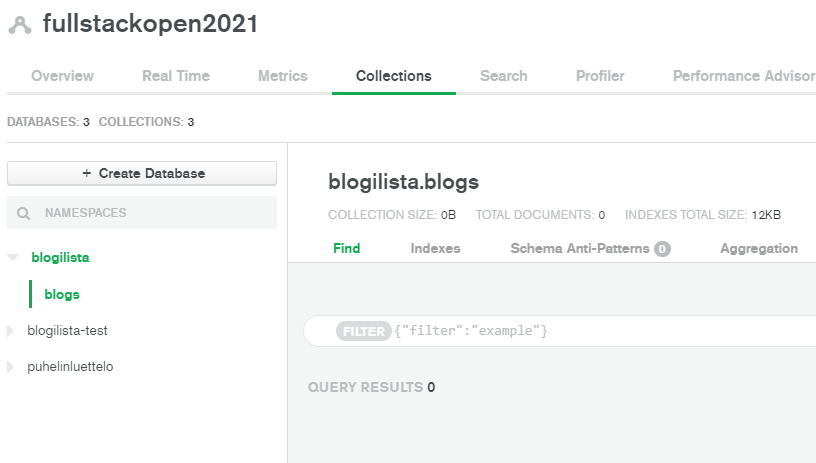 fullstackopen2021
Overview Real Time Metrics Collections Search Profiler Performance Advisor
DATABASES: 3 COLLECTIONS: 3
+ Create Database
NAMESPACES
blogilista
blogs
blogilista-test
puhelinluettelo
blogilista.blogs
COLLECTION SIZE: 0B TOTAL DOCUMENTS: 0 INDEXES TOTAL SIZE: 12KB
Find Indexes Schema Anti-Patterns 0 Aggregation
FILTER {"filter":"example"}
QUERY RESULTS 0